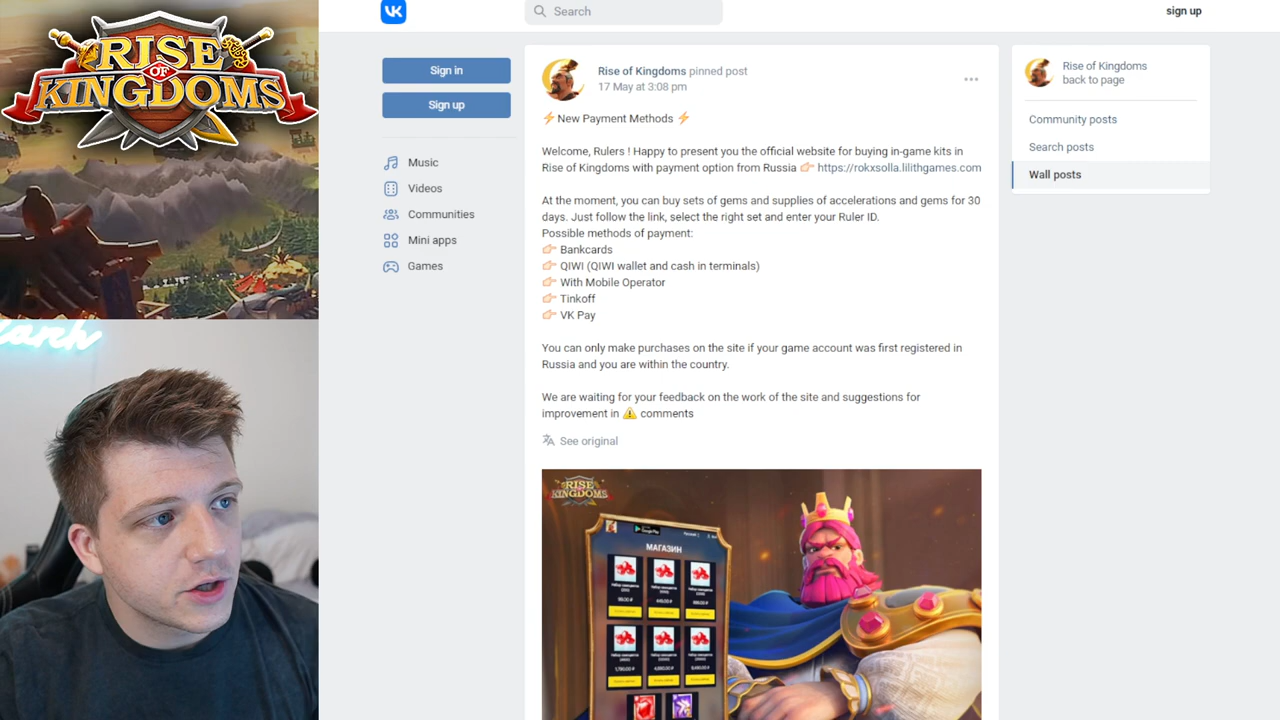 RISE
OF
KINGDOMS
Search
sign up
Sign in
Sign up
Music
Videos
Communities
Mini apps
Games
Rise of Kingdoms pinned post
17 May at 3:08 pm
⚡New Payment Methods ⚡
Welcome, Rulers ! Happy to present you the official website for buying in-game kits in
Rise of Kingdoms with payment option from Russia 👉 https://rokxsolla.lilithgames.com
At the moment, you can buy sets of gems and supplies of accelerations and gems for 30
days. Just follow the link, select the right set and enter your Ruler ID.
Possible methods of payment:
👉 Bankcards
👉 QIWI (QIWI wallet and cash in terminals)
👉 With Mobile Operator
👉 Tinkoff
👉 VK Pay
You can only make purchases on the site if your game account was first registered in
Russia and you are within the country.
We are waiting for your feedback on the work of the site and suggestions for
improvement in ⚠️ comments
See original
RISE
OF
KINGDOMS
Google Play
МАГАЗИН
Rise of Kingdoms
back to page
Community posts
Search posts
Wall posts